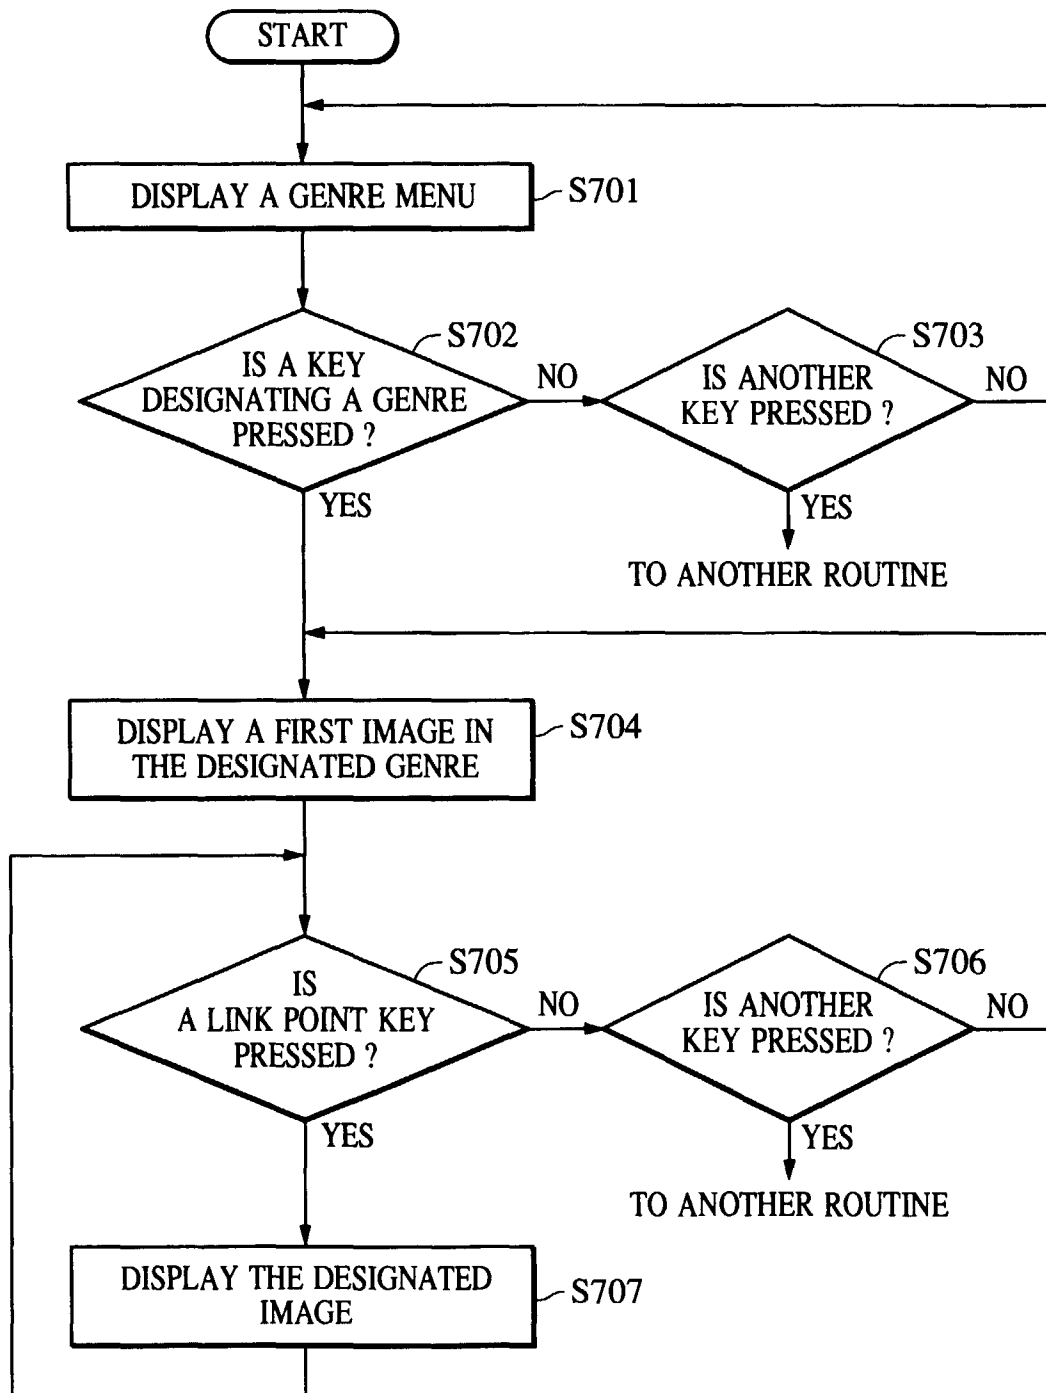 START
DISPLAY A GENRE MENU
S701
IS A KEY
DESIGNATING A GENRE
PRESSED ?
S702
NO
YES
IS ANOTHER
KEY PRESSED ?
S703
NO
YES
TO ANOTHER ROUTINE
DISPLAY A FIRST IMAGE IN
THE DESIGNATED GENRE
S704
IS
A LINK POINT KEY
PRESSED ?
S705
NO
YES
IS ANOTHER
KEY PRESSED ?
S706
NO
YES
TO ANOTHER ROUTINE
DISPLAY THE DESIGNATED
IMAGE
S707